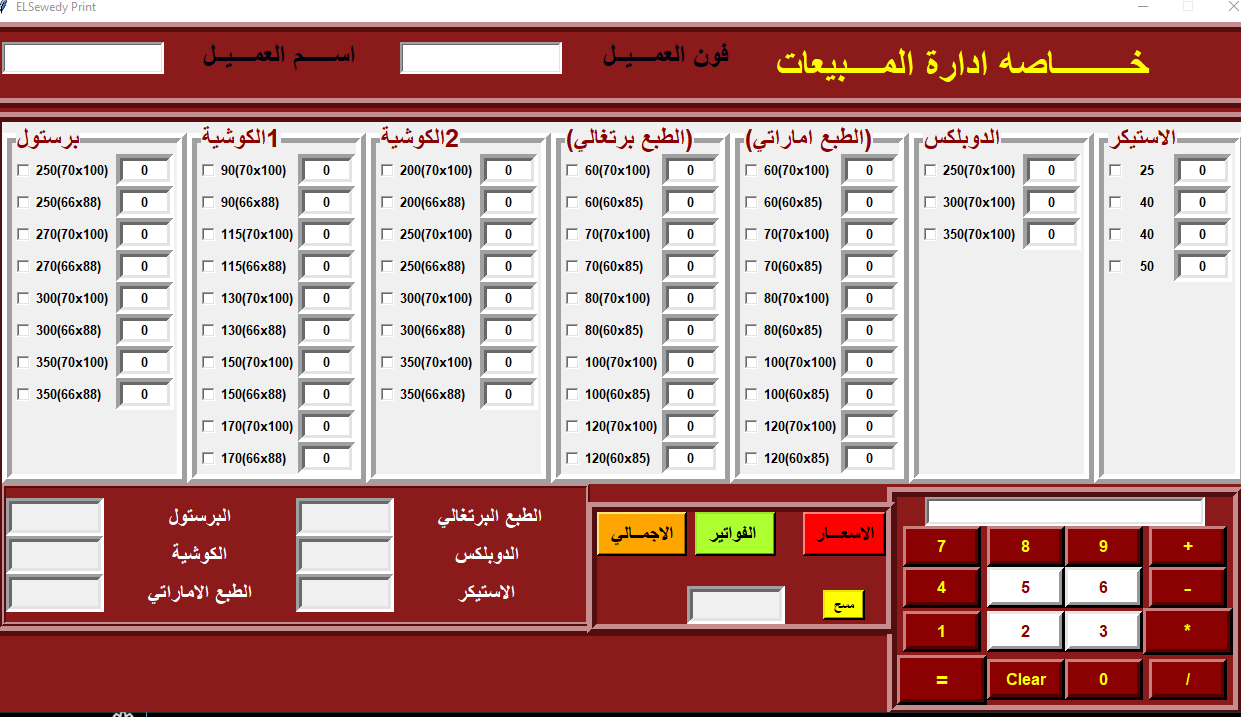 ELSewedy Print
خـــــــاصه ادارة المـــبيعات
فون العمــيـل
اســـم العمــيـل
برستول
250(70x100) 0
250(66x88) 0
270(70x100) 0
270(66x88) 0
300(70x100) 0
300(66x88) 0
350(70x100) 0
350(66x88) 0
الكوشية1
90(70x100) 0
90(66x88) 0
115(70x100) 0
115(66x88) 0
130(70x100) 0
130(66x88) 0
150(70x100) 0
150(66x88) 0
170(70x100) 0
170(66x88) 0
الكوشية2
200(70x100) 0
200(66x88) 0
250(70x100) 0
250(66x88) 0
300(70x100) 0
300(66x88) 0
350(70x100) 0
350(66x88) 0
(الطبع برتغالي)
60(70x100) 0
60(60x85) 0
70(70x100) 0
70(60x85) 0
80(70x100) 0
80(60x85) 0
100(70x100) 0
100(60x85) 0
120(70x100) 0
120(60x85) 0
(الطبع اماراتي)
60(70x100) 0
60(60x85) 0
70(70x100) 0
70(60x85) 0
80(70x100) 0
80(60x85) 0
100(70x100) 0
100(60x85) 0
120(70x100) 0
120(60x85) 0
الدوبلكس
250(70x100) 0
300(70x100) 0
350(70x100) 0
الاستيكر
25 0
40 0
40 0
50 0
الطبع البرتغالي
البرستول
الدوبلكس
الكوشية
الاستيكر
الطبع الاماراتي
الاسعــار
الفواتير
الاجمــالي
مسح
7 8 9 +
4 5 6 -
1 2 3 *
= Clear 0 /